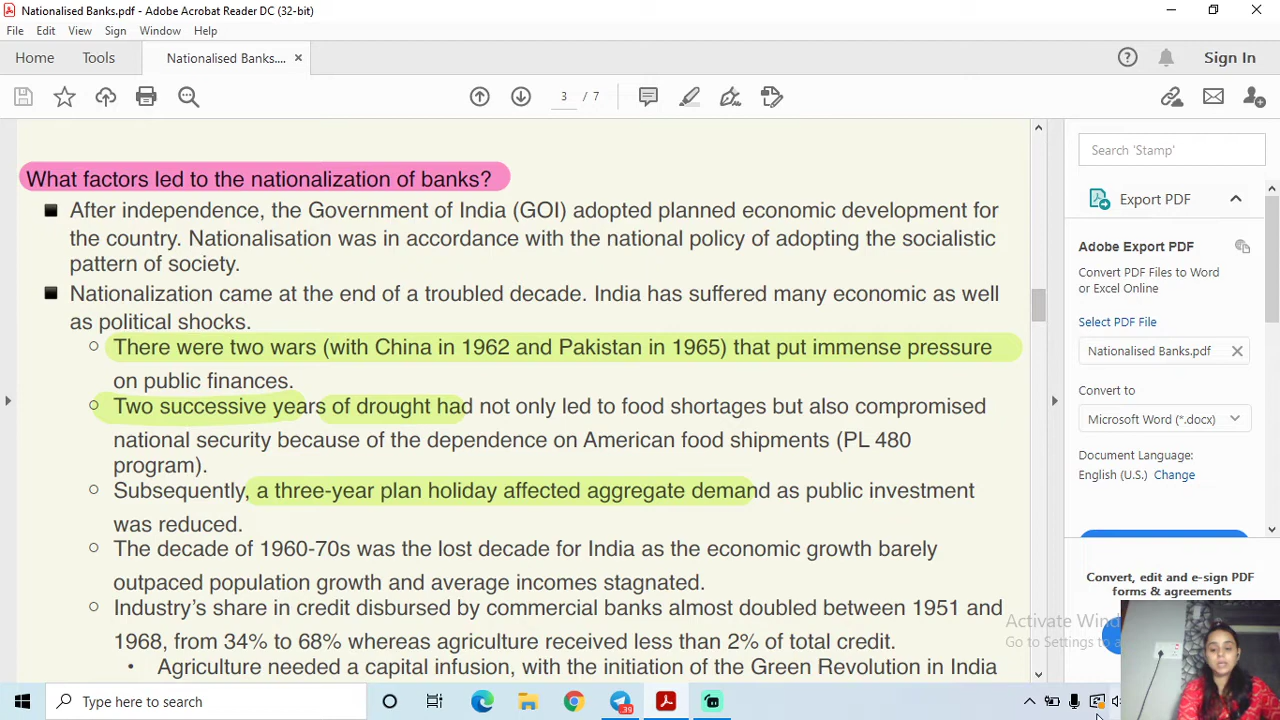 Nationalised Banks.pdf - Adobe Acrobat Reader DC (32-bit)
File Edit View Sign Window Help
Home Tools Nationalised Banks.... ×
Sign In
3 / 7
What factors led to the nationalization of banks?
After independence, the Government of India (GOI) adopted planned economic development for
the country. Nationalisation was in accordance with the national policy of adopting the socialistic
pattern of society.
Nationalization came at the end of a troubled decade. India has suffered many economic as well
as political shocks.
There were two wars (with China in 1962 and Pakistan in 1965) that put immense pressure
on public finances.
Two successive years of drought had not only led to food shortages but also compromised
national security because of the dependence on American food shipments (PL 480
program).
Subsequently, a three-year plan holiday affected aggregate demand as public investment
was reduced.
The decade of 1960-70s was the lost decade for India as the economic growth barely
outpaced population growth and average incomes stagnated.
Industry's share in credit disbursed by commercial banks almost doubled between 1951 and
1968, from 34% to 68% whereas agriculture received less than 2% of total credit.
• Agriculture needed a capital infusion, with the initiation of the Green Revolution in India
Search 'Stamp'
Export PDF
Adobe Export PDF
Convert PDF Files to Word
or Excel Online
Select PDF File
Nationalised Banks.pdf
Convert to
Microsoft Word (*.docx)
Document Language:
English (U.S.) Change
Convert, edit and e-sign PDF
forms & agreements
Activate Wind
Go to Settings to a
Type here to search
39